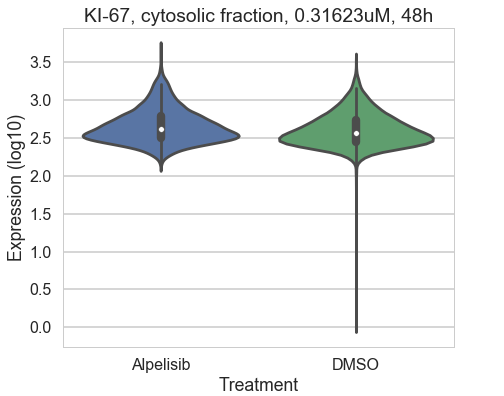 KI-67, cytosolic fraction, 0.31623uM, 48h
Expression (log10)
3.5
3.0
2.5
2.0
1.5
1.0
0.5
0.0
Alpelisib
DMSO
Treatment